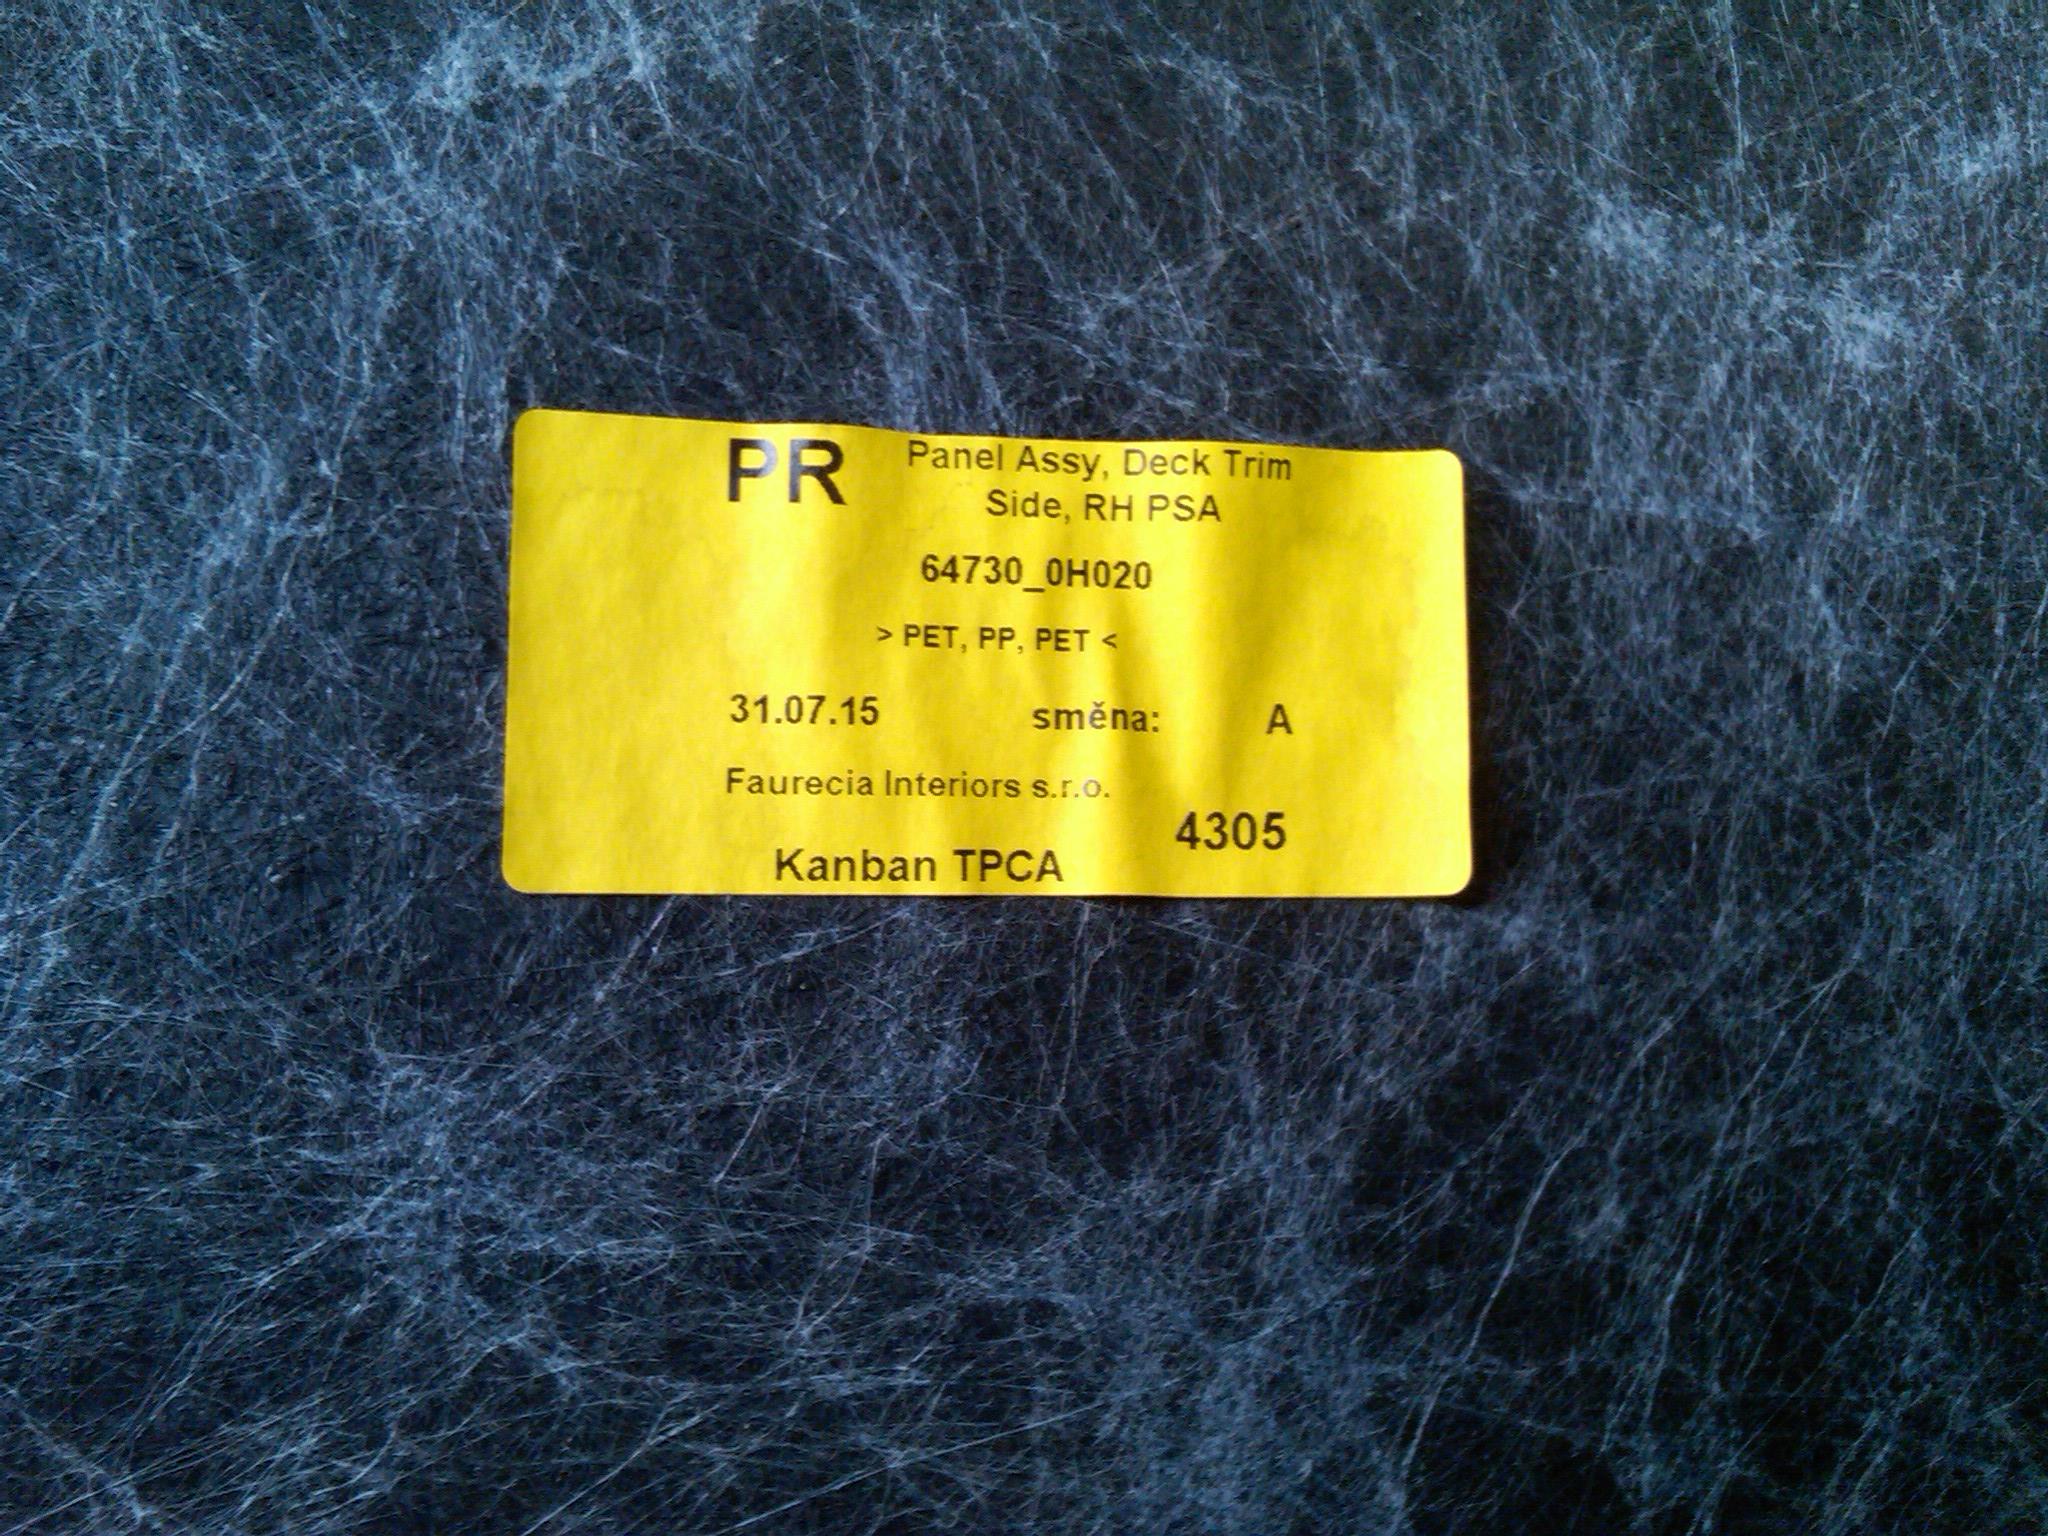 PR Panel Assy, Deck Trim
Side, RH PSA
64730_0H020
> PET, PP, PET <
31.07.15 směna: A
Faurecia Interiors s.r.o.
4305
Kanban TPCA